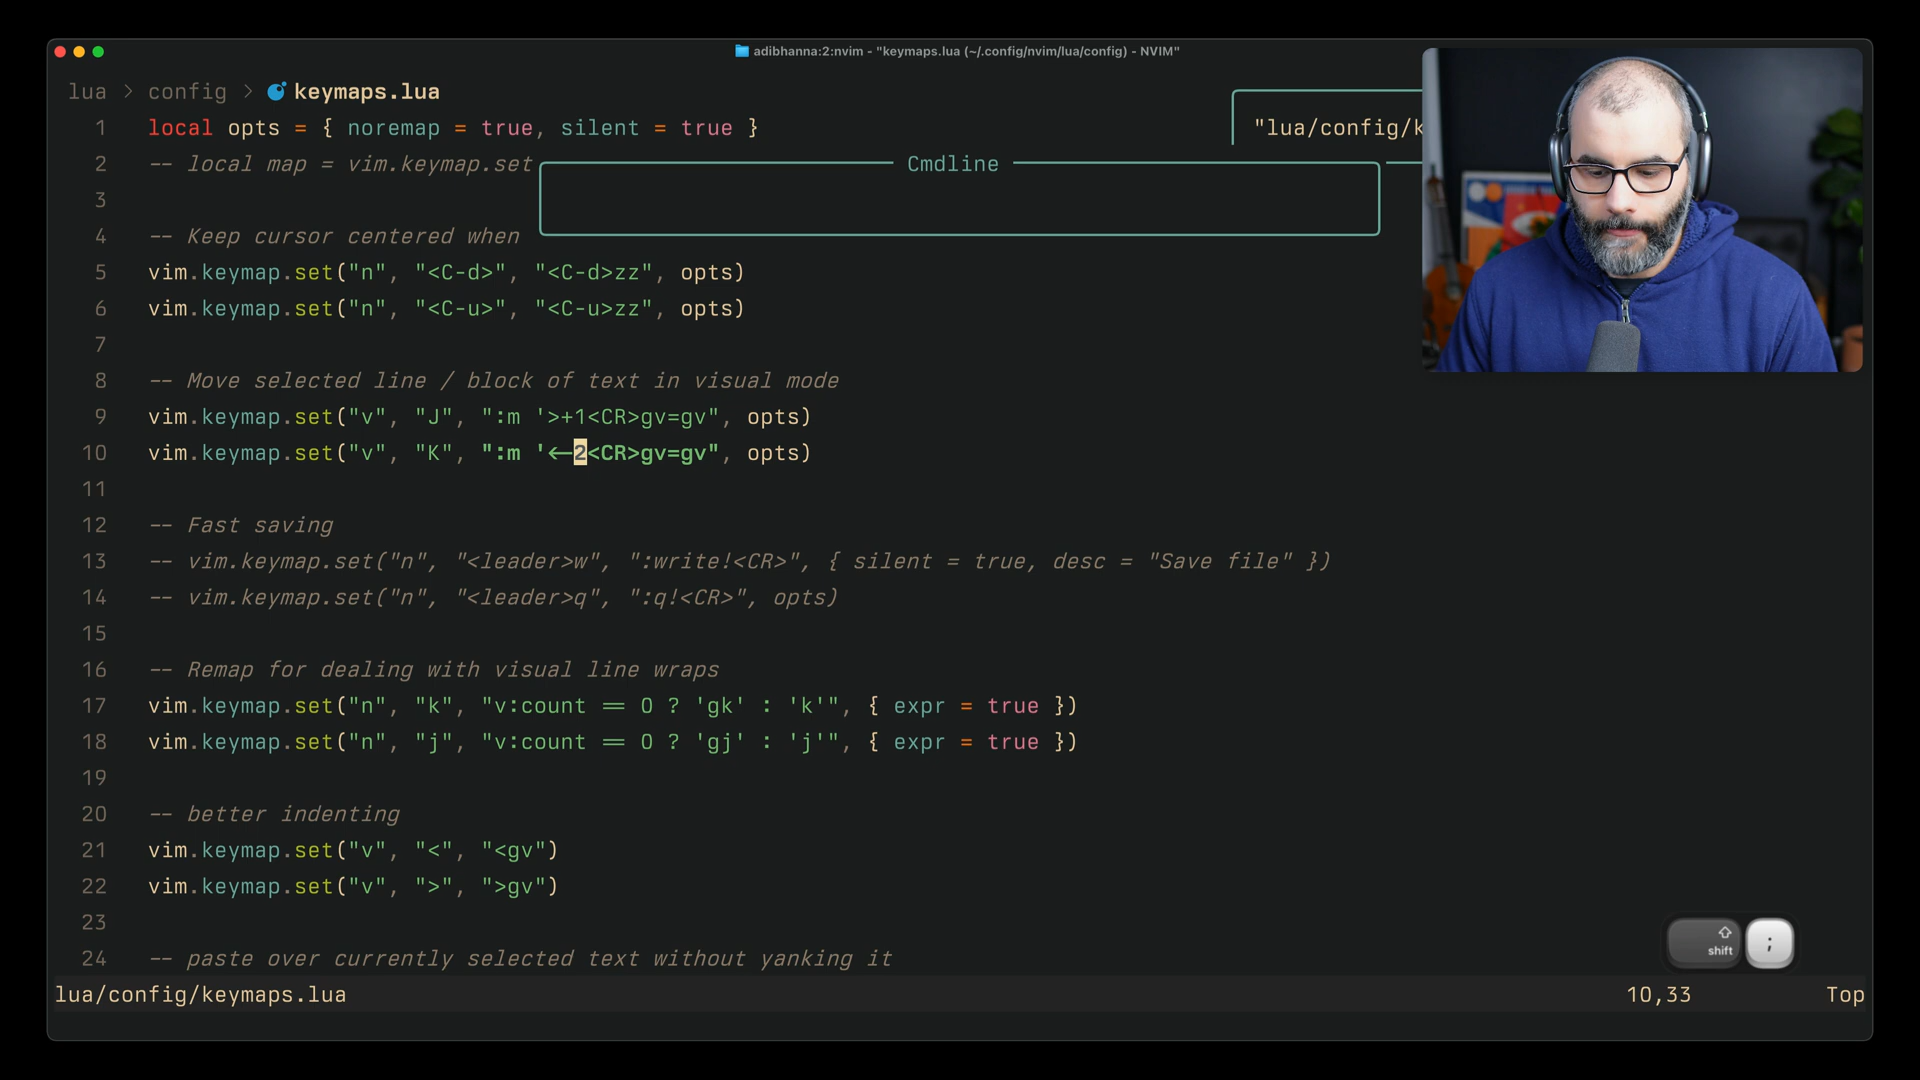 adibhanna:2:nvim - "keymaps.lua (~/.config/nvim/lua/config) - NVIM"
lua > config > keymaps.lua
1 local opts = { noremap = true, silent = true }
"lua/config/k
2 -- local map = vim.keymap.set
Cmdline
3
4 -- Keep cursor centered when
5 vim.keymap.set("n", "<C-d>", "<C-d>zz", opts)
6 vim.keymap.set("n", "<C-u>", "<C-u>zz", opts)
7
8 -- Move selected line / block of text in visual mode
9 vim.keymap.set("v", "J", ":m '>+1<CR>gv=gv", opts)
10 vim.keymap.set("v", "K", ":m '<-2<CR>gv=gv", opts)
11
12 -- Fast saving
13 -- vim.keymap.set("n", "<leader>w", ":write!<CR>", { silent = true, desc = "Save file" })
14 -- vim.keymap.set("n", "<leader>q", ":q!<CR>", opts)
15
16 -- Remap for dealing with visual line wraps
17 vim.keymap.set("n", "k", "v:count == 0 ? 'gk' : 'k'", { expr = true })
18 vim.keymap.set("n", "j", "v:count == 0 ? 'gj' : 'j'", { expr = true })
19
20 -- better indenting
21 vim.keymap.set("v", "<", "<gv")
22 vim.keymap.set("v", ">", ">gv")
23
24 -- paste over currently selected text without yanking it
shift ;
lua/config/keymaps.lua 10,33 Top